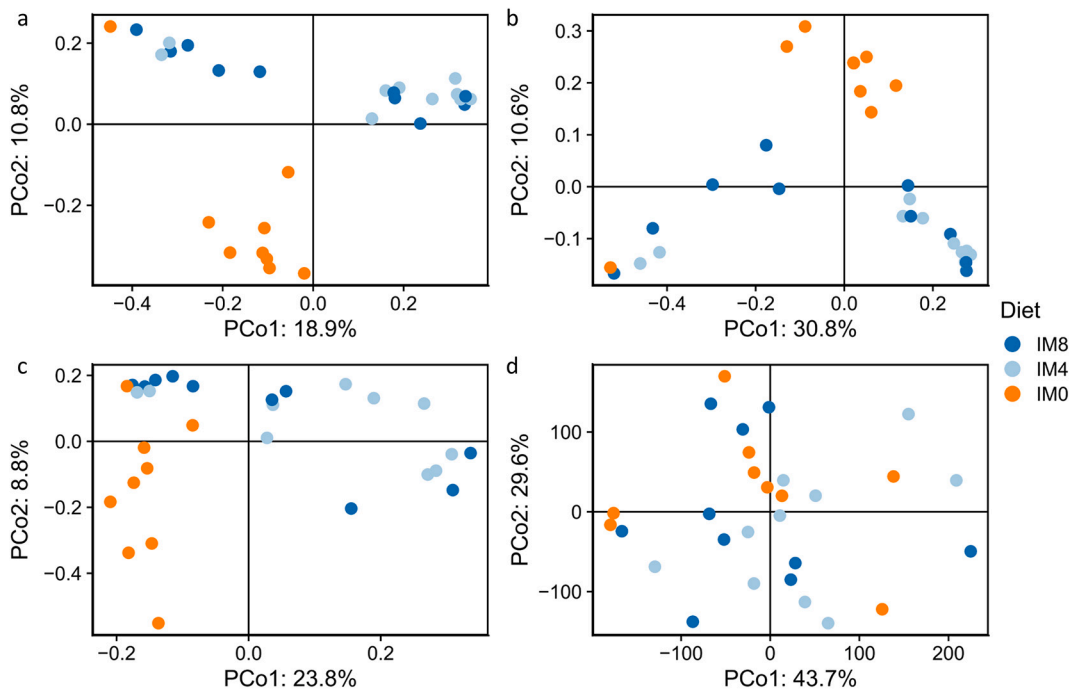 a
0.2
0.0
−0.2
PCo2: 10.8%
−0.4
−0.2
0.0
0.2
PCo1: 18.9%
b
0.3
0.2
0.1
0.0
−0.1
PCo2: 10.6%
−0.4
−0.2
0.0
0.2
PCo1: 30.8%
c
0.2
0.0
−0.2
−0.4
PCo2: 8.8%
−0.2
0.0
0.2
PCo1: 23.8%
d
100
0
−100
PCo2: 29.6%
−100
0
100
200
PCo1: 43.7%
Diet
IM8
IM4
IM0